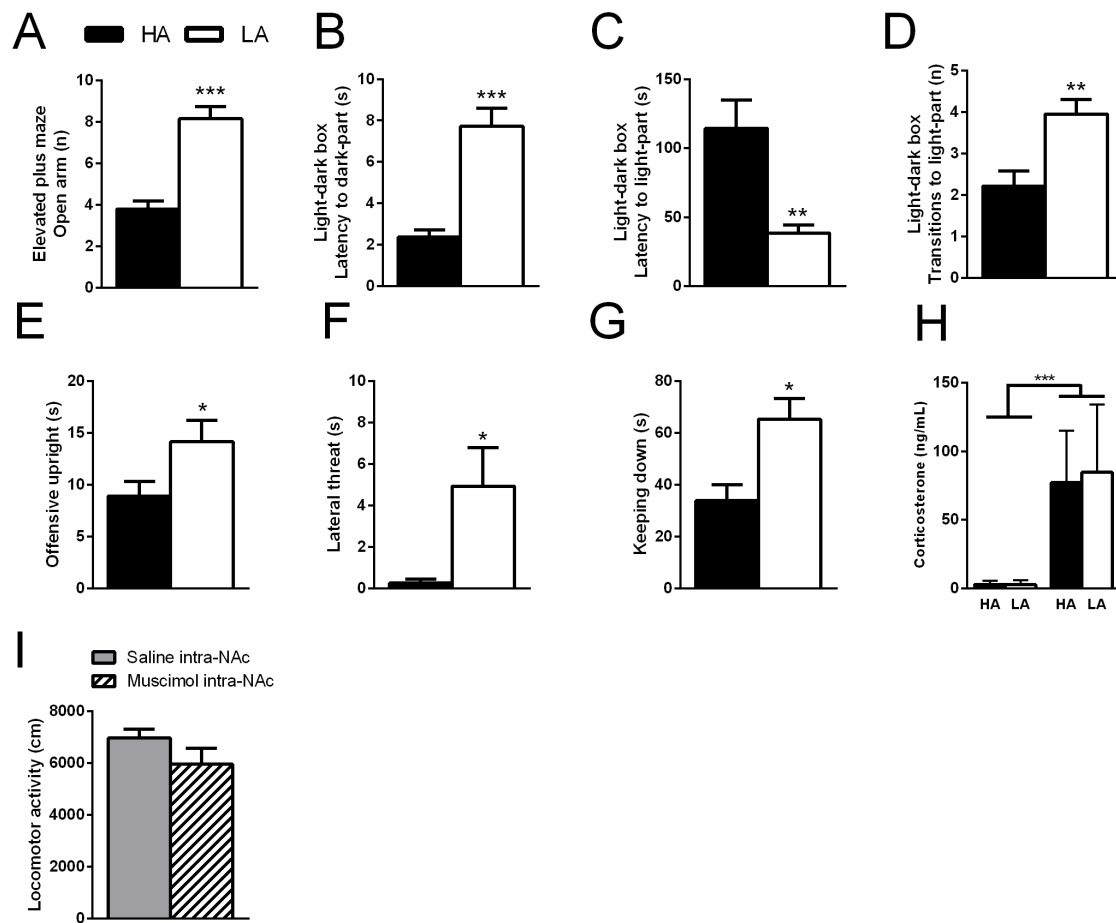 A
HA
LA
Elevated plus maze
Open arm (n)
10
8
6
4
2
0
***
B
Light-dark box
Latency to dark-part (s)
10
8
6
4
2
0
***
C
Light-dark box
Latency to light-part (s)
150
100
50
0
**
D
Light-dark box
Transitions to light-part (n)
5
4
3
2
1
0
**
E
Offensive upright (s)
20
15
10
5
0
*
F
Lateral threat (s)
10
8
6
4
2
0
*
G
Keeping down (s)
80
60
40
20
0
*
H
Corticosterone (ng/mL)
150
100
50
0
***
HA LA HA LA
I
Saline intra-NAc
Muscimol intra-NAc
Locomotor activity (cm)
8000
6000
4000
2000
0